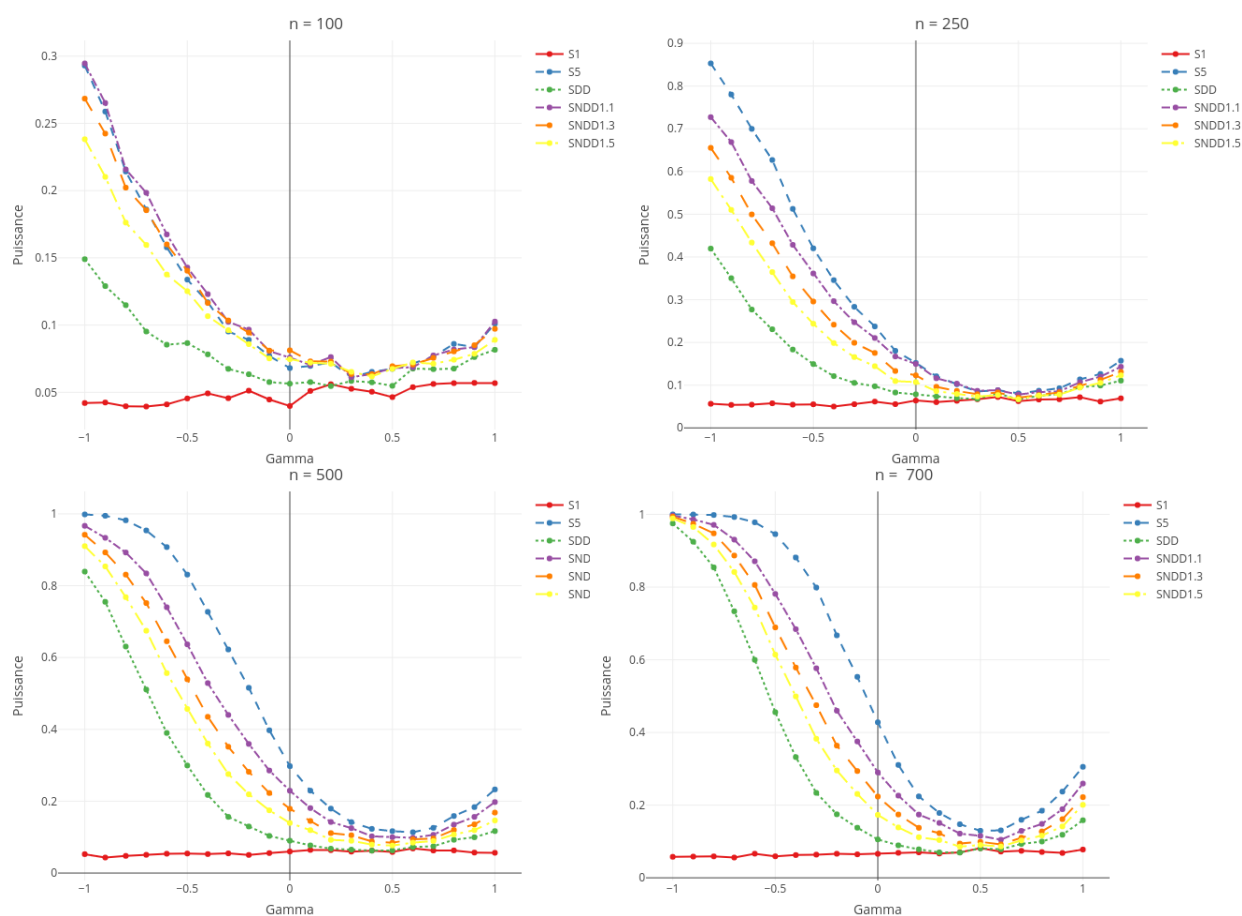 n = 100
0.3
0.25
0.2
0.15
0.1
0.05
Puissance
−1
−0.5
0
0.5
1
Gamma
S1
S5
SDD
SNDD1.1
SNDD1.3
SNDD1.5
n = 250
0.9
0.8
0.7
0.6
0.5
0.4
0.3
0.2
0.1
0
Puissance
−1
−0.5
0
0.5
1
Gamma
S1
S5
SDD
SNDD1.1
SNDD1.3
SNDD1.5
n = 500
1
0.8
0.6
0.4
0.2
0
Puissance
−1
−0.5
0
0.5
1
Gamma
S1
S5
SDD
SND
SND
SND
n = 700
1
0.8
0.6
0.4
0.2
0
Puissance
−1
−0.5
0
0.5
1
Gamma
S1
S5
SDD
SNDD1.1
SNDD1.3
SNDD1.5